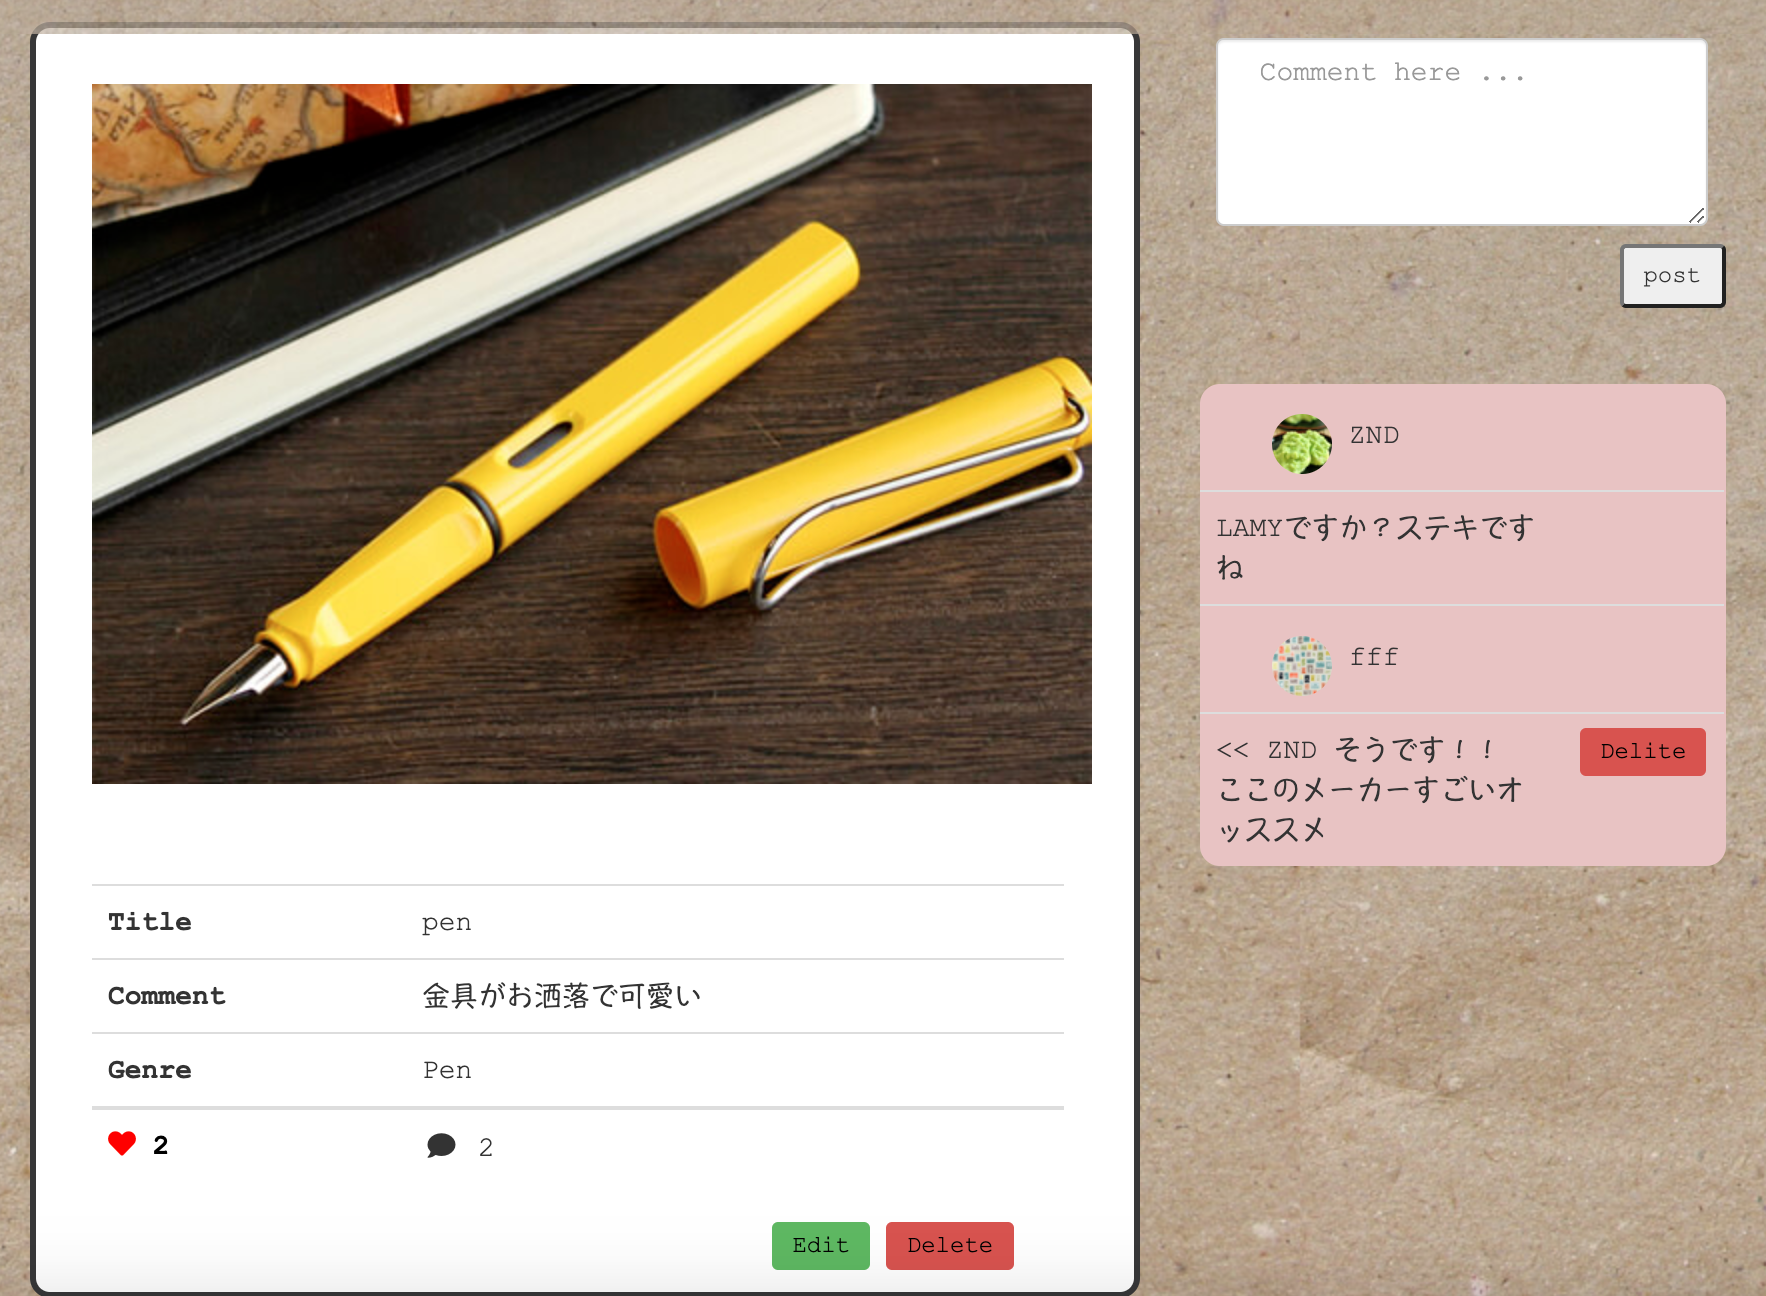 Title pen
Comment 金具がお洒落で可愛い
Genre Pen
2 2
Edit Delete
Comment here ...
post
ZND
LAMYですか？ステキです
ね
fff
<< ZND そうです！！
ここのメーカーすごいオ
ッススメ
Delite